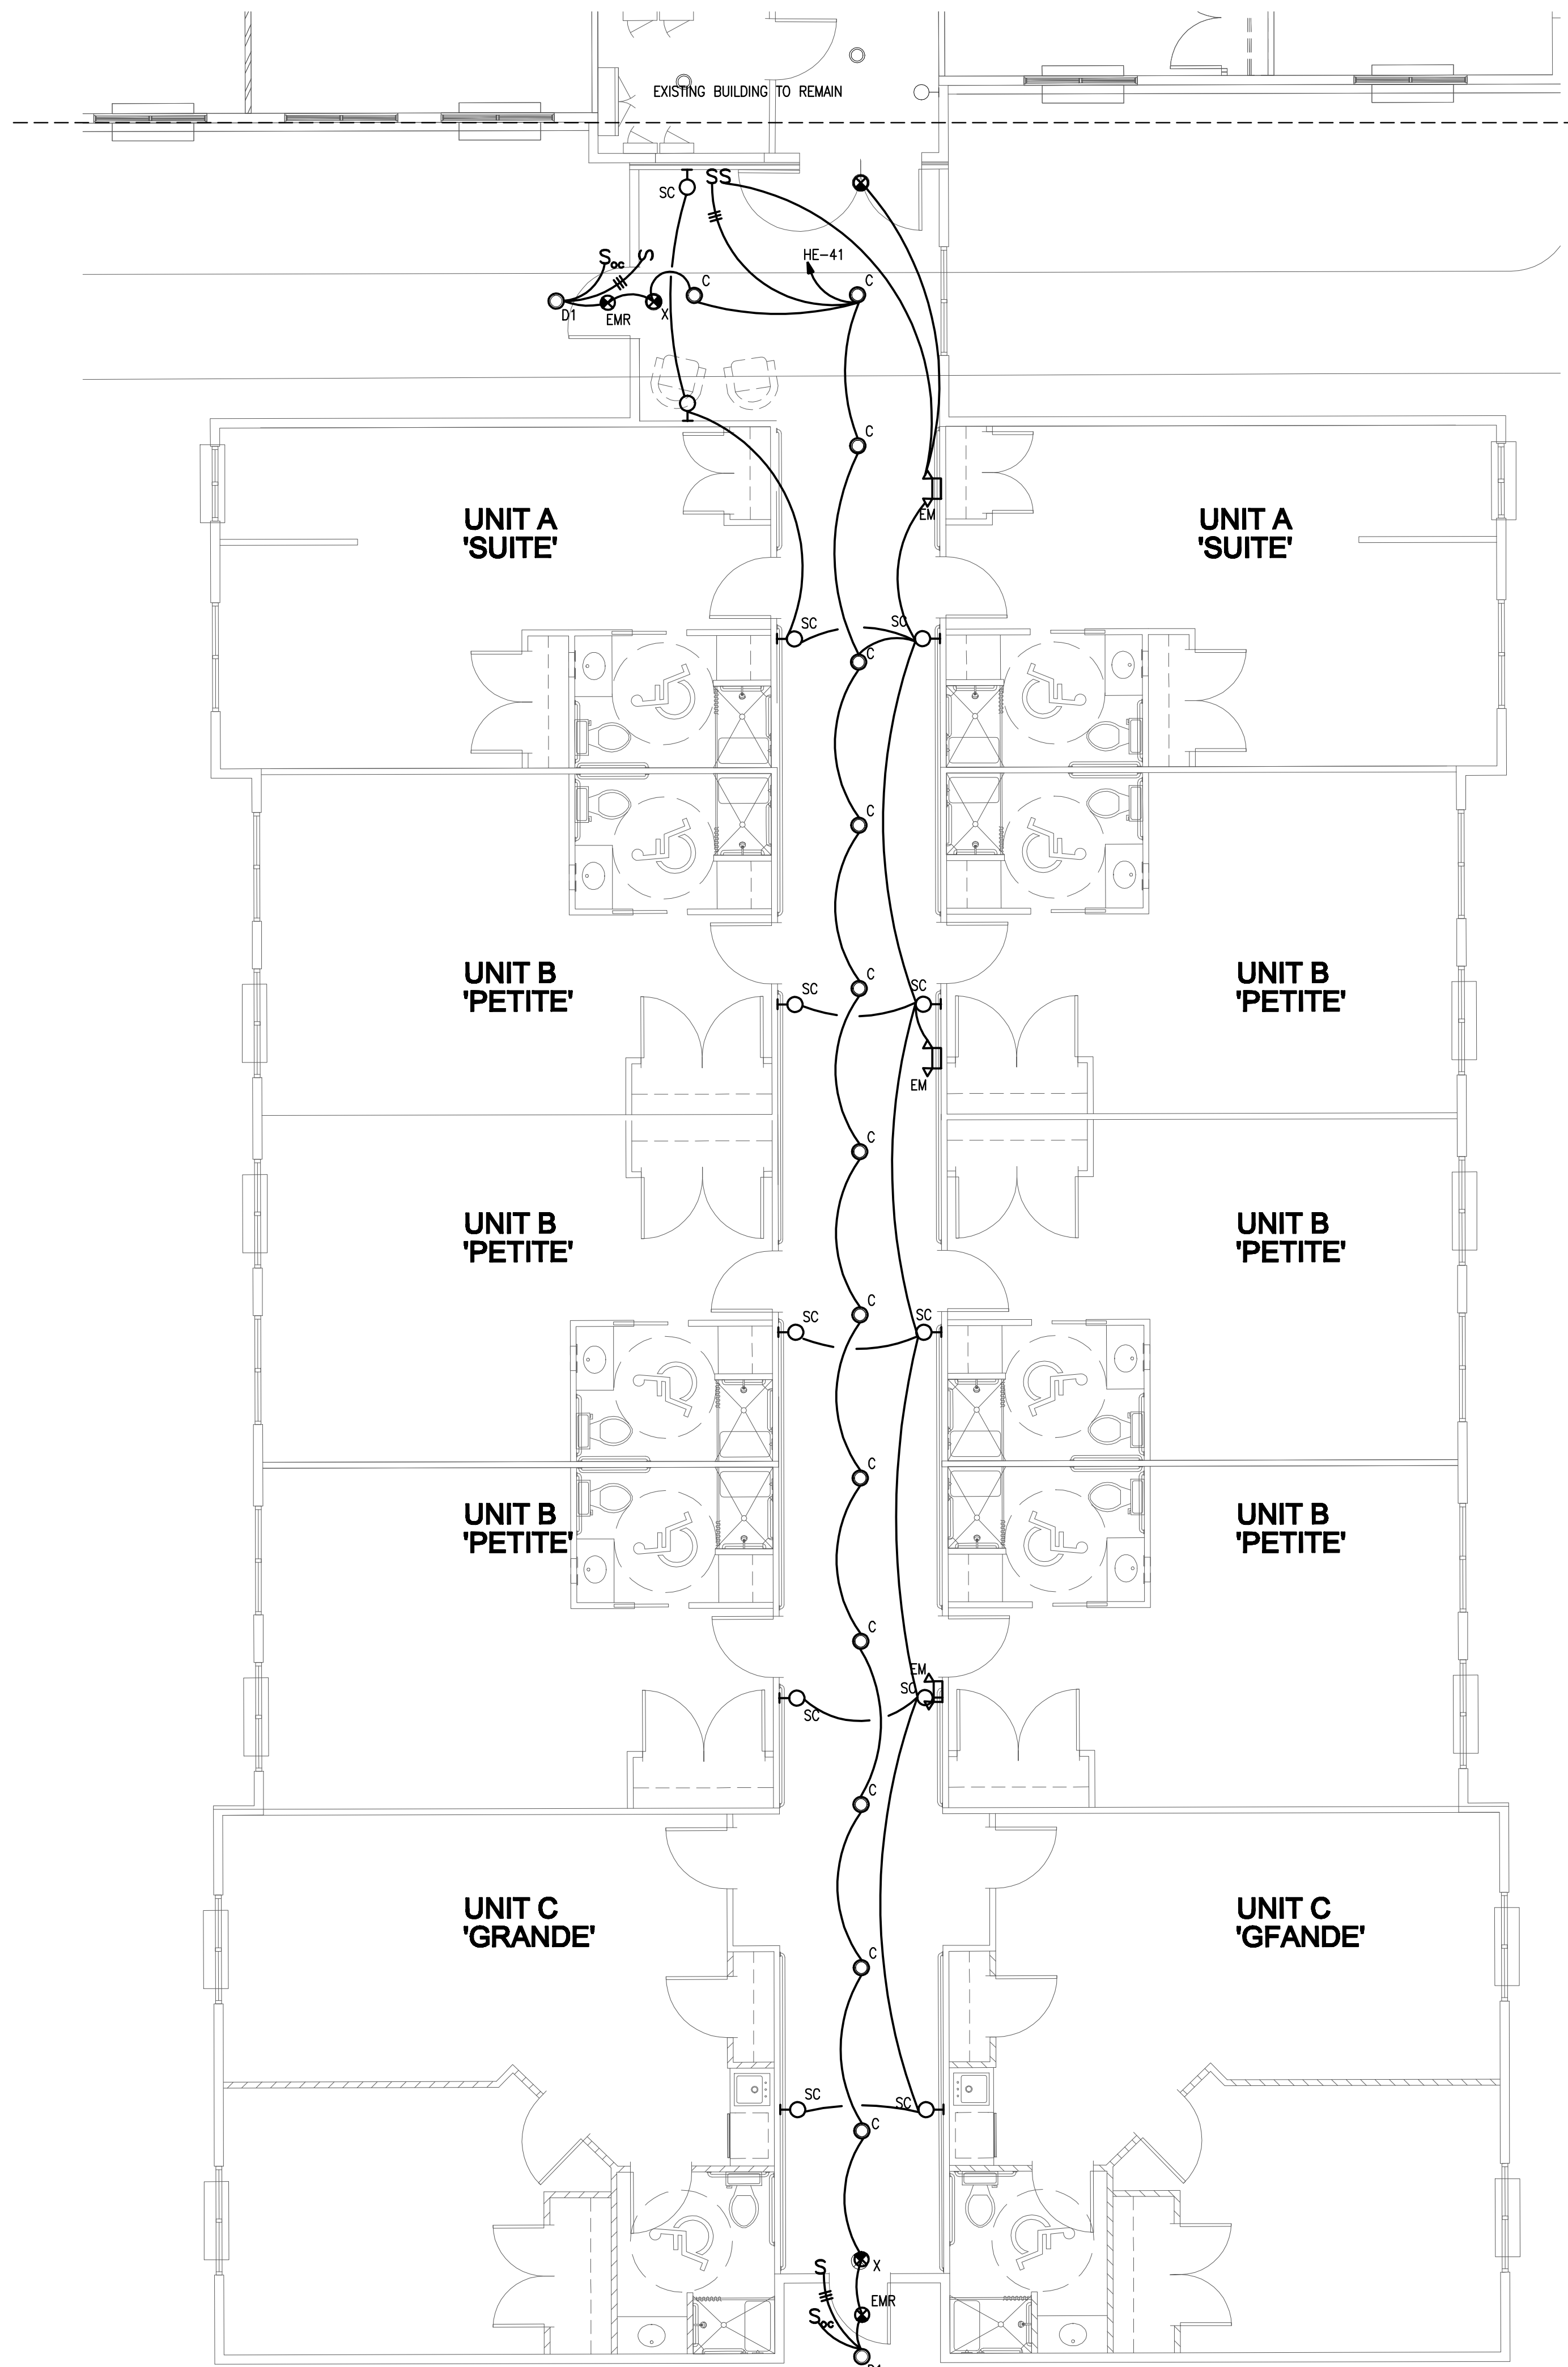 EXISTING BUILDING TO REMAIN
SS
SC
HE-41
S
Soc
C
C
D1
EMR
X
C
UNIT A
'SUITE'
UNIT A
'SUITE'
EM
SC
SC
C
C
UNIT B
'PETITE'
UNIT B
'PETITE'
C
SC
SC
EM
C
UNIT B
'PETITE'
UNIT B
'PETITE'
C
SC
SC
C
UNIT B
'PETITE'
UNIT B
'PETITE'
C
EM
SC
SC
C
UNIT C
'GRANDE'
UNIT C
'GFANDE'
C
SC
SC
C
S
X
EMR
Soc
D1